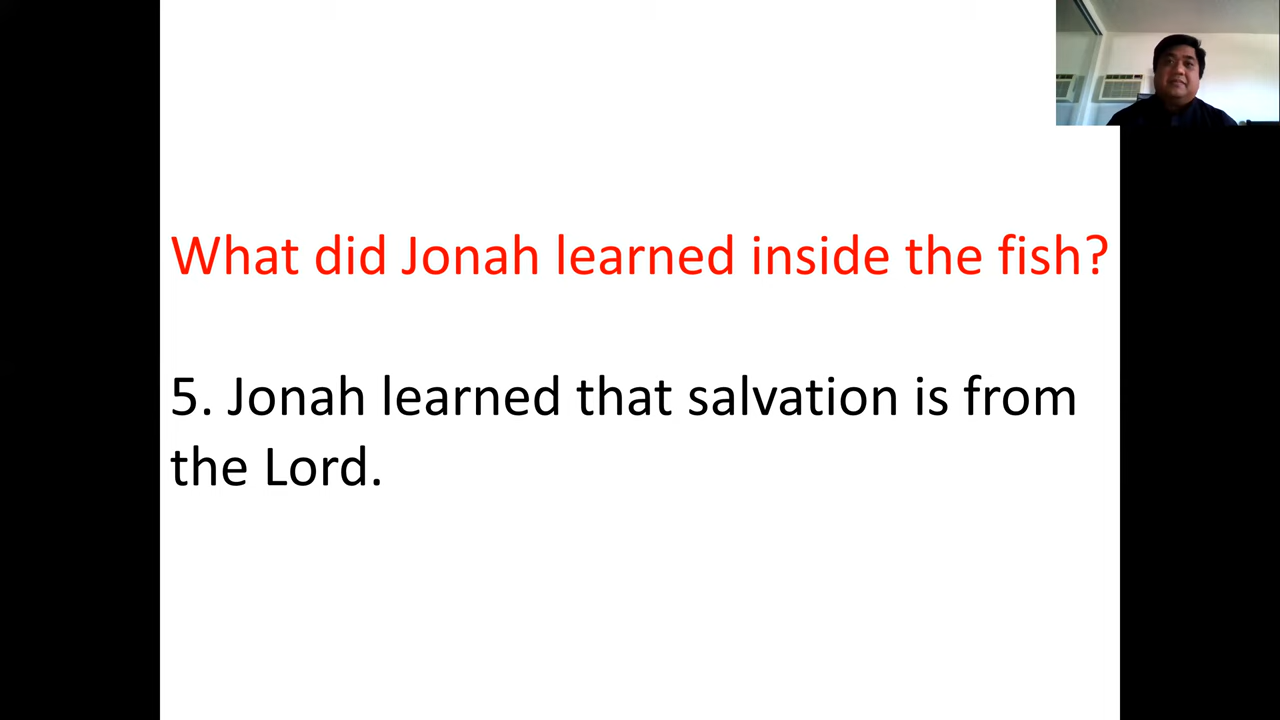 What did Jonah learned inside the fish?
5. Jonah learned that salvation is from
the Lord.